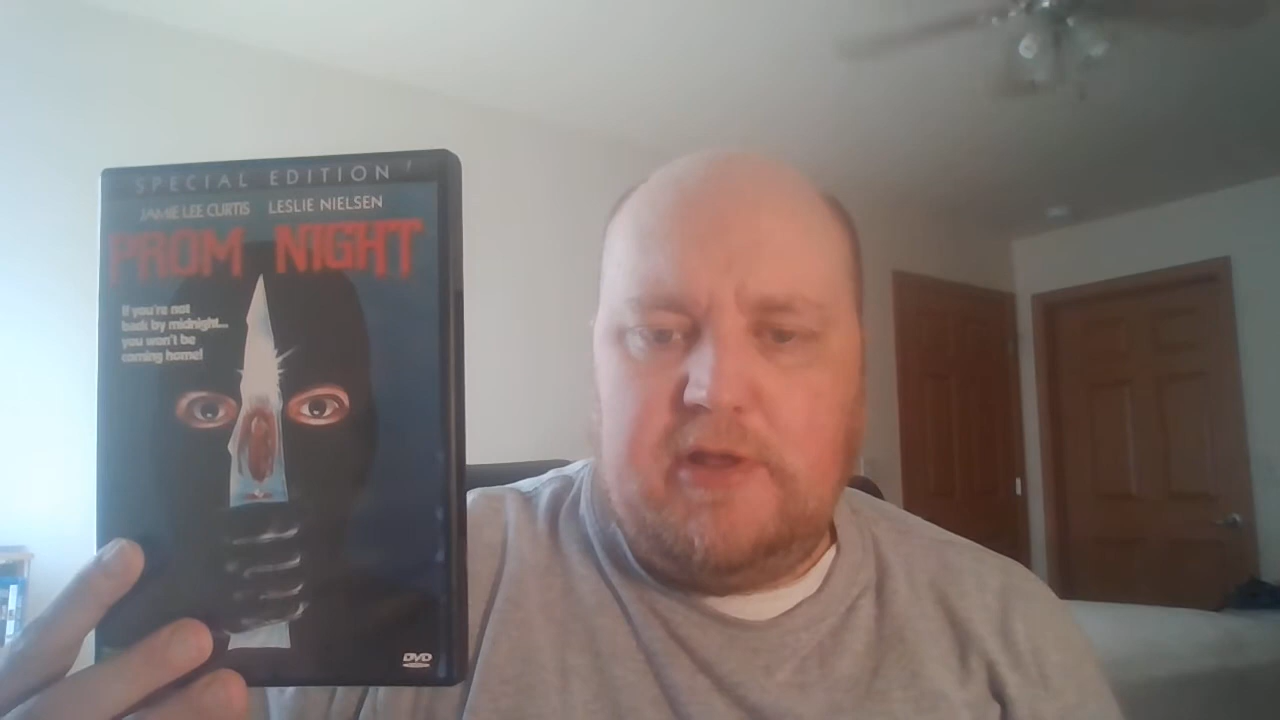 SPECIAL EDITION
JAMIE LEE CURTIS LESLIE NIELSEN
PROM NIGHT
If you're not
back by midnight...
you won't be
coming home!
DVD